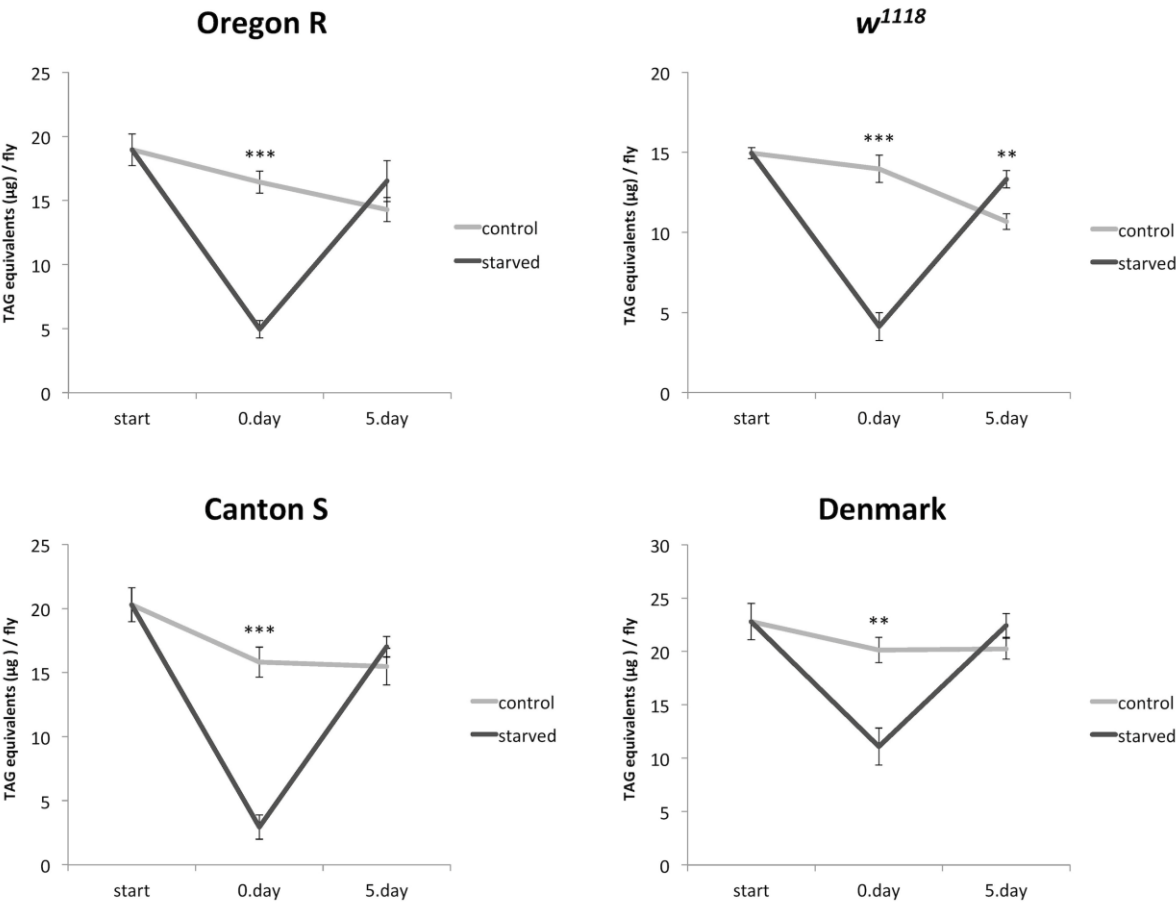 Oregon R
TAG equivalents (µg) / fly
25
20
15
10
5
0
***
start 0.day 5.day
control
starved
w1118
TAG equivalents (µg) / fly
20
15
10
5
0
***
**
start 0.day 5.day
control
starved
Canton S
TAG equivalents (µg ) / fly
25
20
15
10
5
0
***
start 0.day 5.day
control
starved
Denmark
TAG equivalents (µg) / fly
30
25
20
15
10
5
0
**
start 0.day 5.day
control
starved